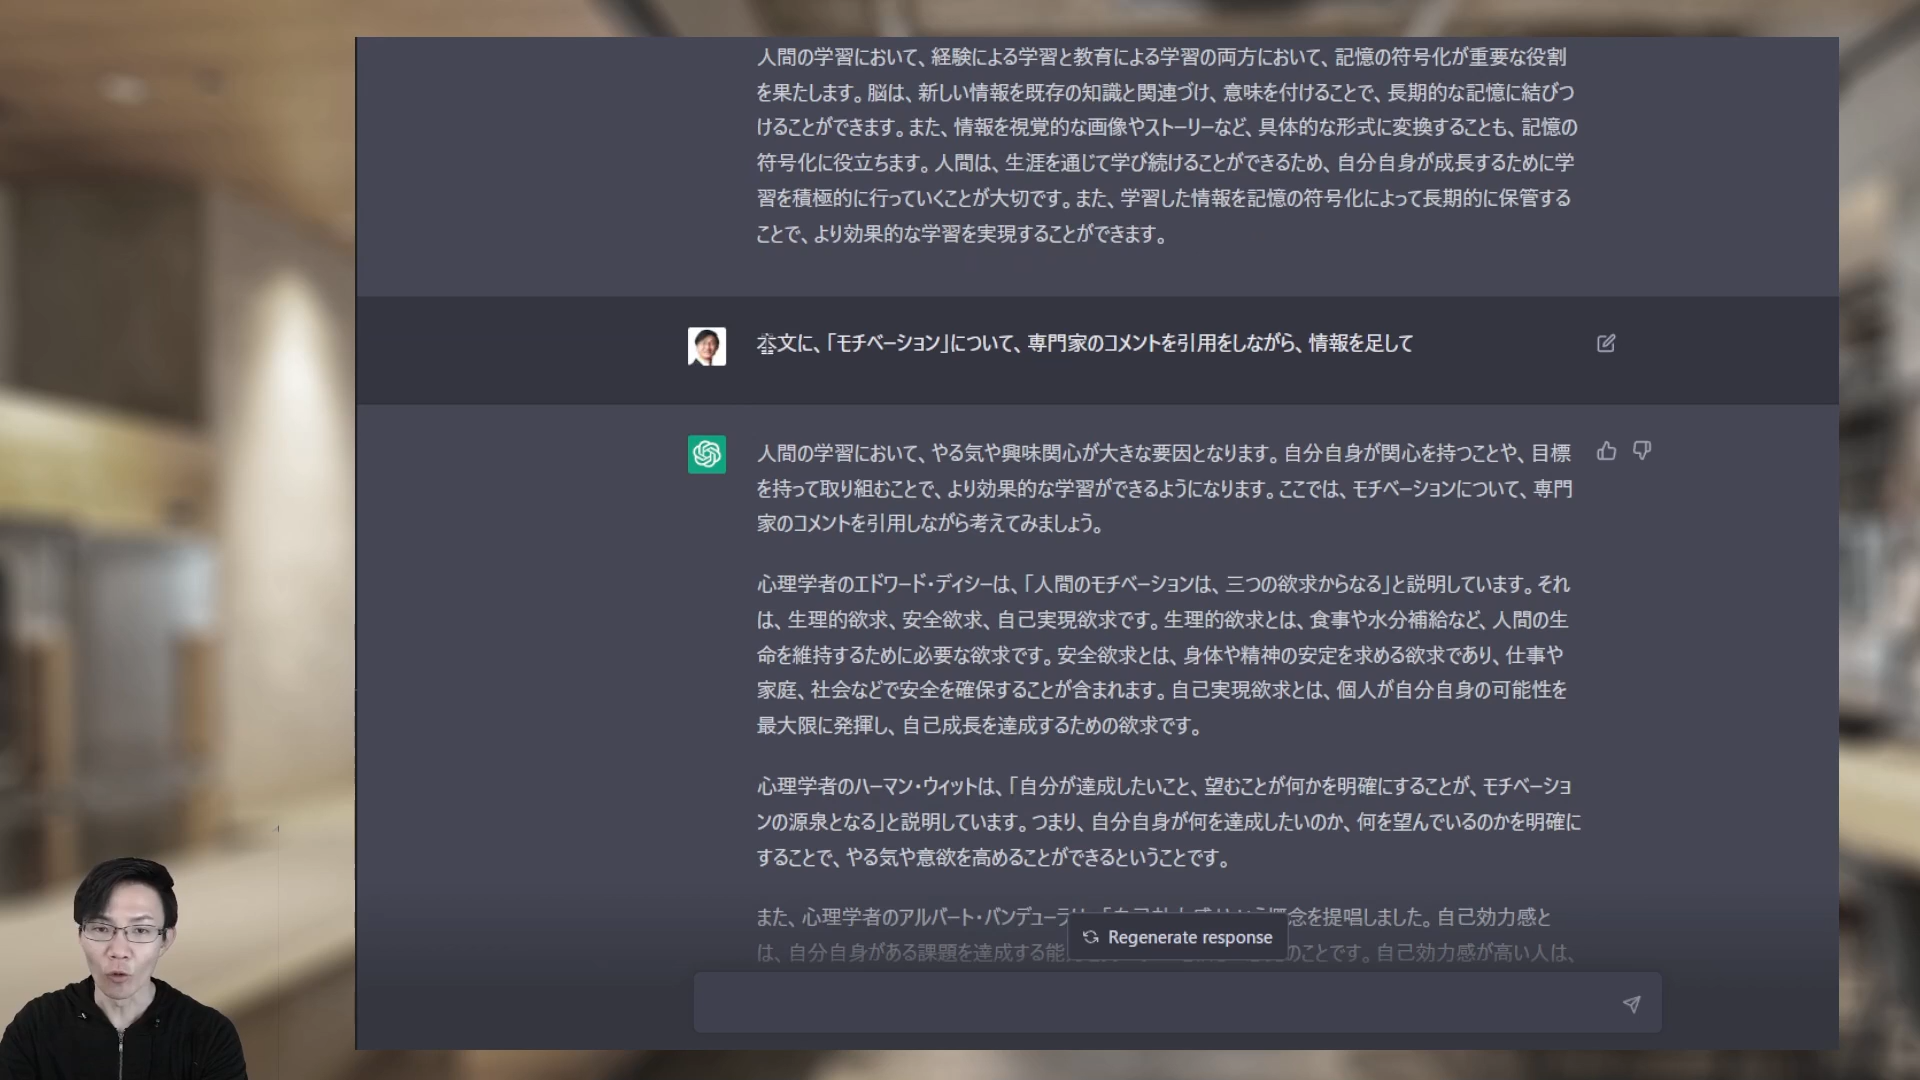 人間の学習において、経験による学習と教育による学習の両方において、記憶の符号化が重要な役割
を果たします。脳は、新しい情報を既存の知識と関連づけ、意味を付けることで、長期的な記憶に結びつ
けることができます。また、情報を視覚的な画像やストーリーなど、具体的な形式に変換することも、記憶の
符号化に役立ちます。人間は、生涯を通じて学び続けることができるため、自分自身が成長するために学
習を積極的に行っていくことが大切です。また、学習した情報を記憶の符号化によって長期的に保管する
ことで、より効果的な学習を実現することができます。
文に、「モチベーション」について、専門家のコメントを引用をしながら、情報を足して
人間の学習において、やる気や興味関心が大きな要因となります。自分自身が関心を持つことや、目標
を持って取り組むことで、より効果的な学習ができるようになります。ここでは、モチベーションについて、専門
家のコメントを引用しながら考えてみましょう。
心理学者のエドワード・ディシーは、「人間のモチベーションは、三つの欲求からなる」と説明しています。それ
は、生理的欲求、安全欲求、自己実現欲求です。生理的欲求とは、食事や水分補給など、人間の生
命を維持するために必要な欲求です。安全欲求とは、身体や精神の安定を求める欲求であり、仕事や
家庭、社会などで安全を確保することが含まれます。自己実現欲求とは、個人が自分自身の可能性を
最大限に発揮し、自己成長を達成するための欲求です。
心理学者のハーマン・ウィットは、「自分が達成したいこと、望むことが何かを明確にすることが、モチベーショ
ンの源泉となる」と説明しています。つまり、自分自身が何を達成したいのか、何を望んでいるのかを明確に
することで、やる気や意欲を高めることができるということです。
また、心理学者のアルバート・バンデューラ 念を提唱しました。自己効力感と
は、自分自身がある課題を達成する能 のことです。自己効力感が高い人は、
Regenerate response